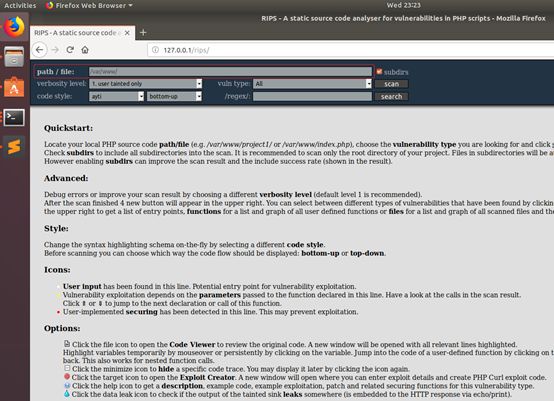 Activities Firefox Web Browser Wed 23:23
RIPS - A static source code analyser for vulnerabilities in PHP scripts - Mozilla Firefox
RIPS - A static source code a
127.0.0.1/rips/
path / file: /var/www/ subdirs
verbosity level: 1. user tainted only vuln type: All scan
code style: ayti bottom-up /regex/: search
Quickstart:
Locate your local PHP source code path/file (e.g. /var/www/project1/ or /var/www/index.php), choose the vulnerability type you are looking for and click
Check subdirs to include all subdirectories into the scan. It is recommended to scan only the root directory of your project. Files in subdirectories will be
However enabling subdirs can improve the scan result and the include success rate (shown in the result).
Advanced:
Debug errors or improve your scan result by choosing a different verbosity level (default level 1 is recommended).
After the scan finished 4 new button will appear in the upper right. You can select between different types of vulnerabilities that have been found by
the upper right to get a list of entry points, functions for a list and graph of all user defined functions or files for a list and graph of all scanned files and
Style:
Change the syntax highlighting schema on-the-fly by selecting a different code style.
Before scanning you can choose which way the code flow should be displayed: bottom-up or top-down.
Icons:
User input has been found in this line. Potential entry point for vulnerability exploitation.
Vulnerability exploitation depends on the parameters passed to the function declared in this line. Have a look at the calls in the scan result.
Click ⇑ or ⇓ to jump to the next declaration or call of this function.
User-implemented securing has been detected in this line. This may prevent exploitation.
Options:
Click the file icon to open the Code Viewer to review the original code. A new window will be opened with all relevant lines highlighted.
Highlight variables temporarily by mouseover or persistently by clicking on the variable. Jump into the code of a user-defined function by clicking on
back. This also works for nested function calls.
Click the minimize icon to hide a specific code trace. You may display it later by clicking the icon again.
Click the target icon to open the Exploit Creator. A new window will open where you can enter exploit details and create PHP Curl exploit code.
Click the help icon to get a description, example code, example exploitation, patch and related securing functions for this vulnerability type.
Click the data leak icon to check if the output of the tainted sink leaks somewhere (is embedded to the HTTP response via echo/print).